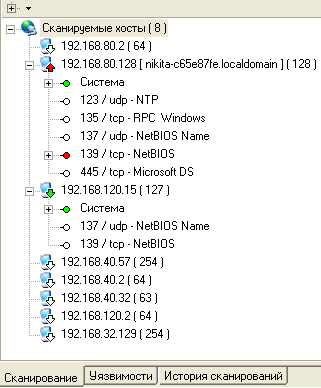 Сканируемые хосты ( 8 )
192.168.80.2 ( 64 )
192.168.80.128 [ nikita-c65e87fe.localdomain ] ( 128 )
Система
123 / udp - NTP
135 / tcp - RPC Windows
137 / udp - NetBIOS Name
139 / tcp - NetBIOS
445 / tcp - Microsoft DS
192.168.120.15 ( 127 )
Система
137 / udp - NetBIOS Name
139 / tcp - NetBIOS
192.168.40.57 ( 254 )
192.168.40.2 ( 64 )
192.168.40.32 ( 63 )
192.168.120.2 ( 64 )
192.168.32.129 ( 254 )
Сканирование Уязвимости История сканирований